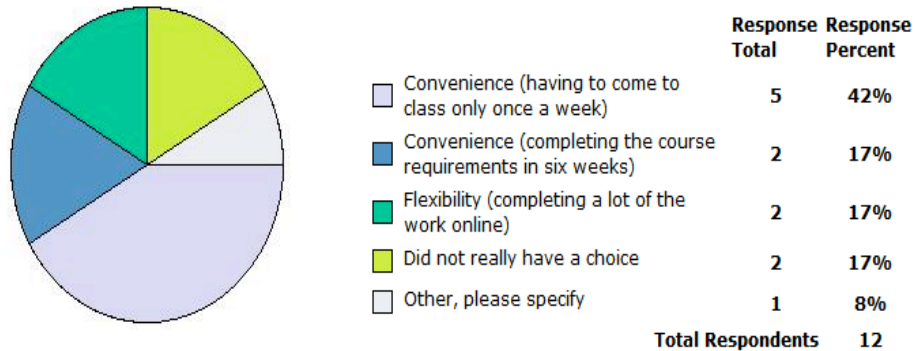 Response Response
Total Percent
Convenience (having to come to
class only once a week) 5 42%
Convenience (completing the course
requirements in six weeks) 2 17%
Flexibility (completing a lot of the
work online) 2 17%
Did not really have a choice 2 17%
Other, please specify 1 8%
Total Respondents 12